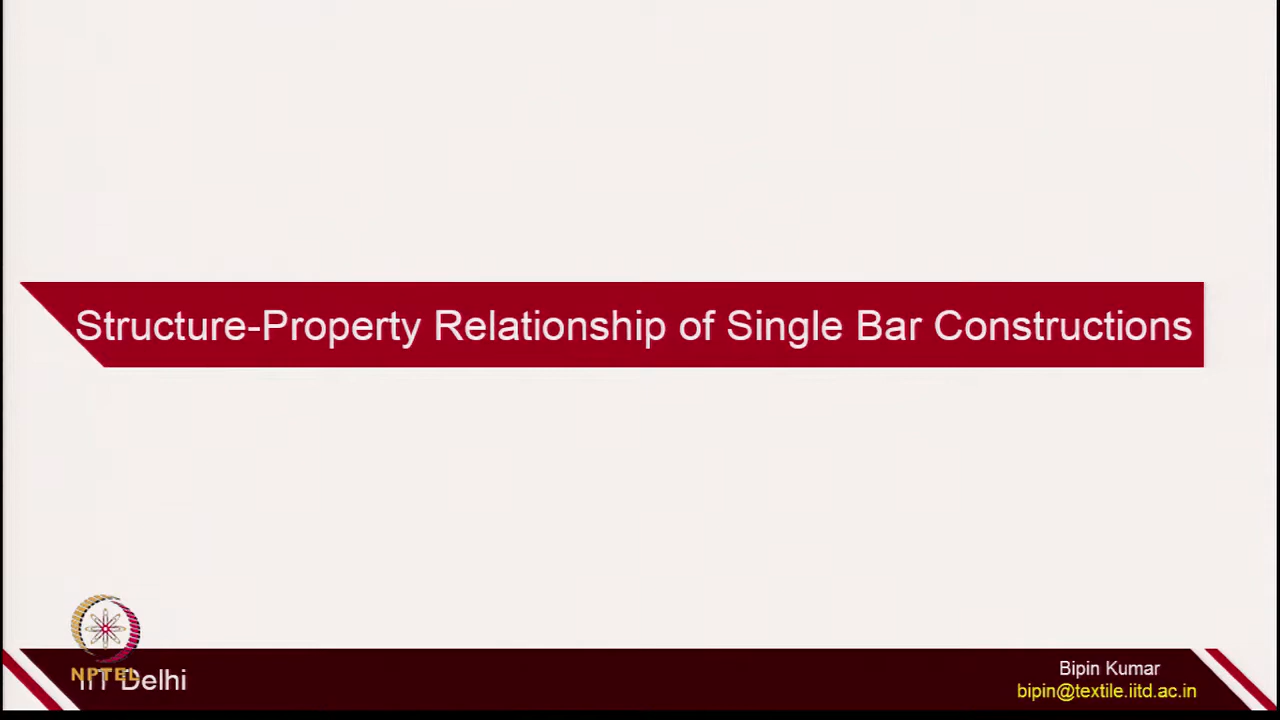 Structure-Property Relationship of Single Bar Constructions
NPTEL
IIT Delhi
Bipin Kumar
bipin@textile.iitd.ac.in